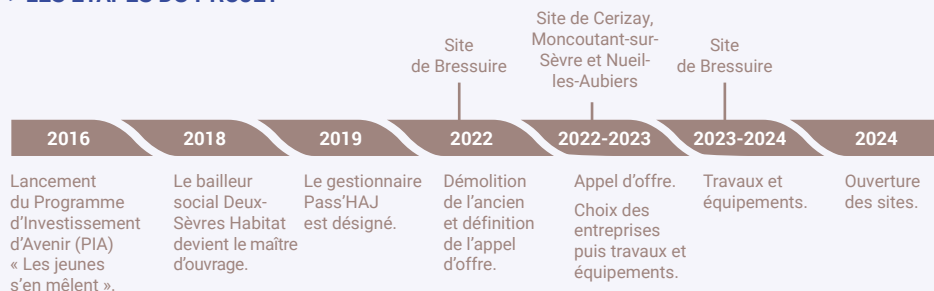 LES ÉTAPES DU PROJET
Site
de Bressuire
Site de Cerizay,
Moncoutant-sur-
Sèvre et Nueil-
les-Aubiers
Site
de Bressuire
2016
2018
2019
2022
2022-2023
2023-2024
2024
Lancement
du Programme
d’Investissement
d’Avenir (PIA)
« Les jeunes
s’en mêlent ».
Le bailleur
social Deux-
Sèvres Habitat
devient le maître
d’ouvrage.
Le gestionnaire
Pass’HAJ
est désigné.
Démolition
de l’ancien
et définition
de l’appel
d’offre.
Appel d’offre.
Choix des
entreprises
puis travaux et
équipements.
Travaux et
équipements.
Ouverture
des sites.